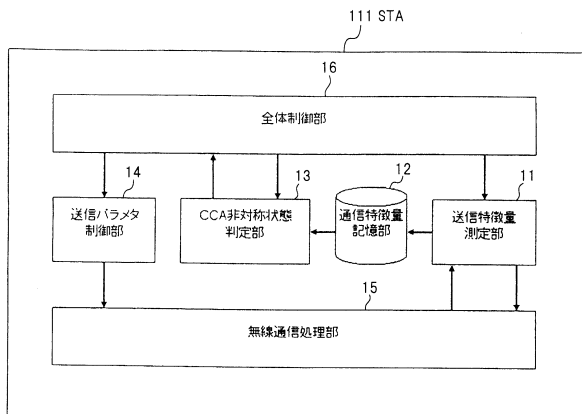 111 STA
16
全体制御部
14
送信パラメタ
制御部
13
CCA非対称状態
判定部
12
通信特徴量
記憶部
11
送信特徴量
測定部
15
無線通信処理部